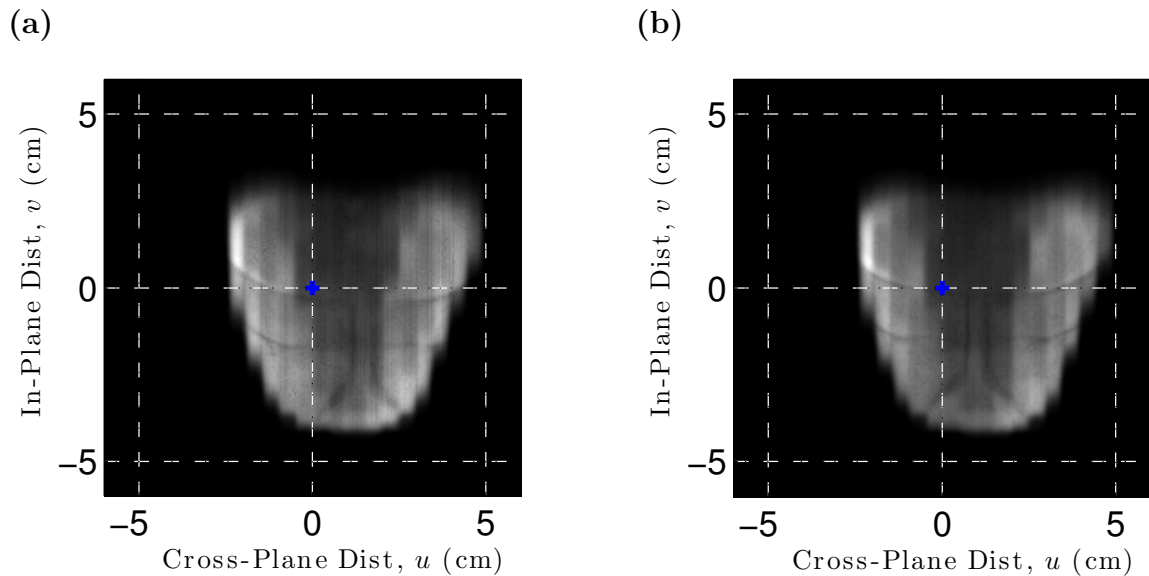 (a)
(b)
5
0
−5
In-Plane Dist, v (cm)
−5
0
5
Cross-Plane Dist, u (cm)
5
0
−5
In-Plane Dist, v (cm)
−5
0
5
Cross-Plane Dist, u (cm)